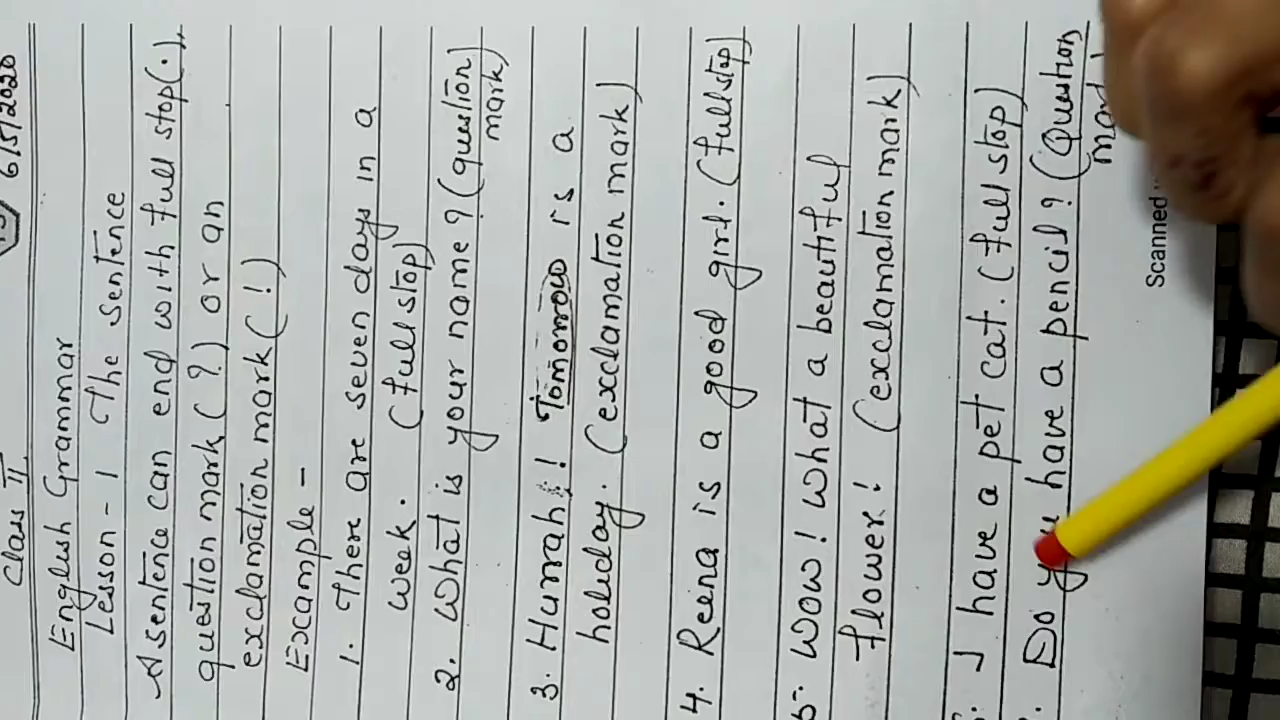 Class II 6/5/2020
English Grammar
Lesson - 1 The Sentence
A sentence can end with full stop(.),
question mark (?) or an
exclamation mark (!)
Example -
1. There are seven days in a
week. (full stop)
2. What is your name? (question
mark)
3. Hurrah! Tomorrow is a
holiday. (exclamation mark)
4. Reena is a good girl. (full stop)
5. Wow! What a beautiful
flower! (exclamation mark)
I have a pet cat. (full stop)
Do you have a pencil? (Question
mark)
Scanned